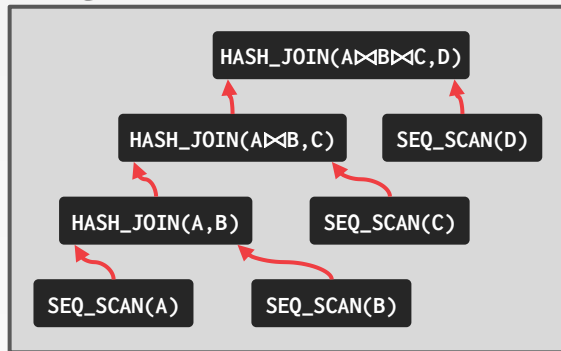 HASH_JOIN(A⋈B⋈C,D)
HASH_JOIN(A⋈B,C)
SEQ_SCAN(D)
HASH_JOIN(A,B)
SEQ_SCAN(C)
SEQ_SCAN(A)
SEQ_SCAN(B)